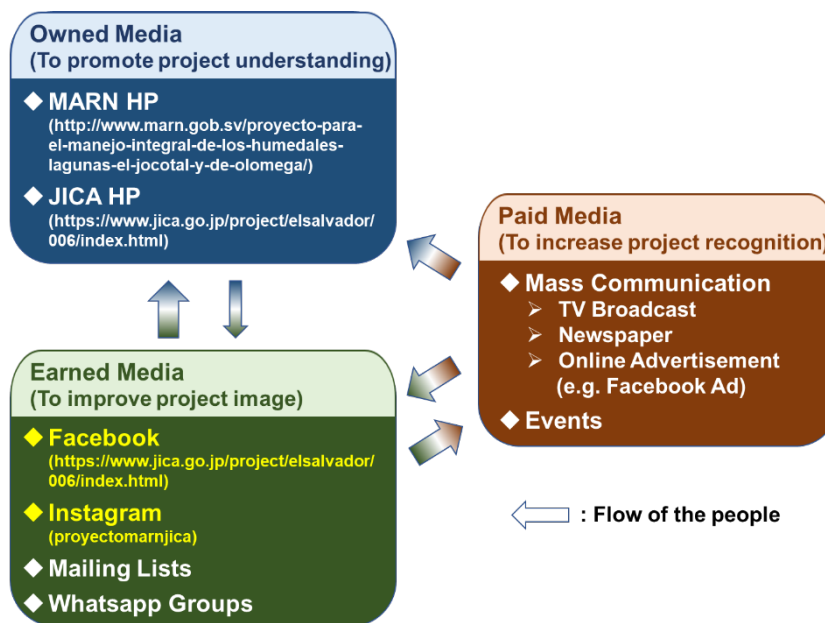 Owned Media
(To promote project understanding)
◆ MARN HP
(http://www.marn.gob.sv/proyecto-para-
el-manejo-integral-de-los-humedales-
lagunas-el-jocotal-y-de-olomega/)
◆ JICA HP
(https://www.jica.go.jp/project/elsalvador/
006/index.html)
Paid Media
(To increase project recognition)
◆ Mass Communication
➢ TV Broadcast
➢ Newspaper
➢ Online Advertisement
(e.g. Facebook Ad)
◆ Events
Earned Media
(To improve project image)
◆ Facebook
(https://www.jica.go.jp/project/elsalvador/
006/index.html)
◆ Instagram
(proyectomarnjica)
◆ Mailing Lists
◆ Whatsapp Groups
: Flow of the people